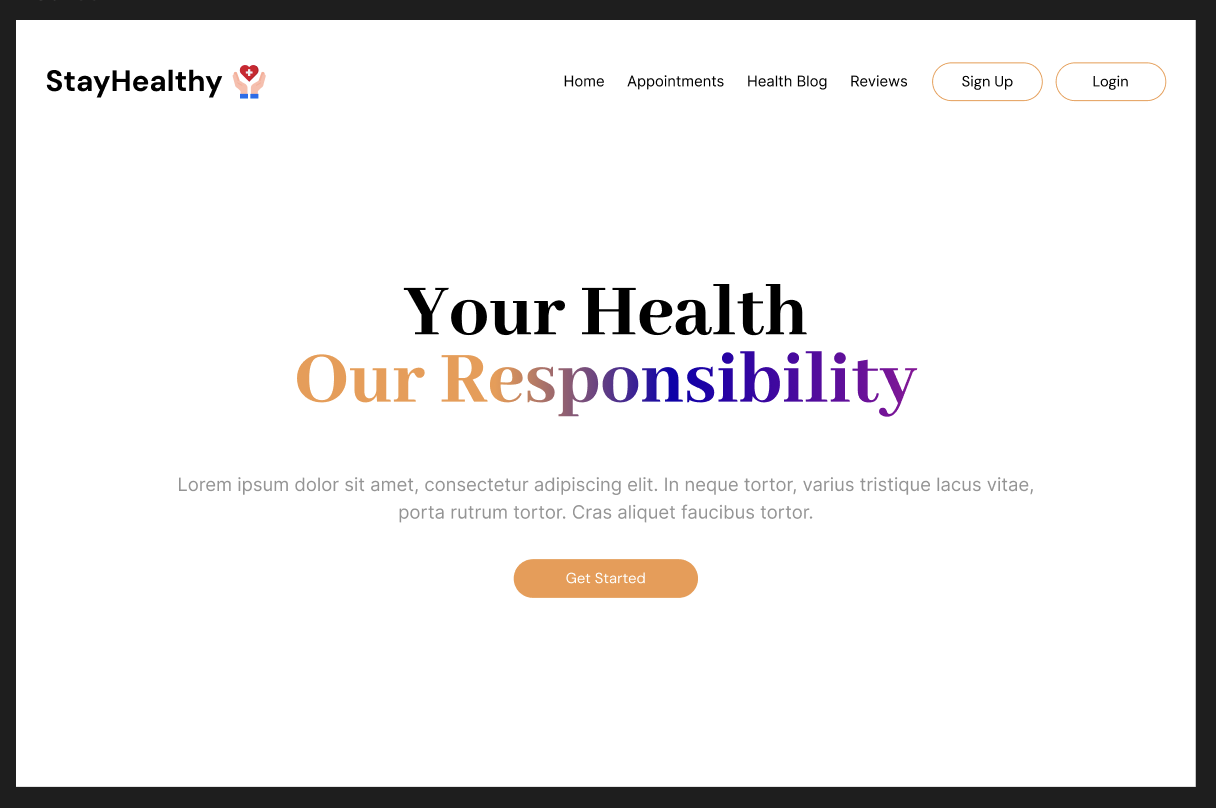 StayHealthy
Home Appointments Health Blog Reviews Sign Up Login
Your Health
Our Responsibility
Lorem ipsum dolor sit amet, consectetur adipiscing elit. In neque tortor, varius tristique lacus vitae,
porta rutrum tortor. Cras aliquet faucibus tortor.
Get Started